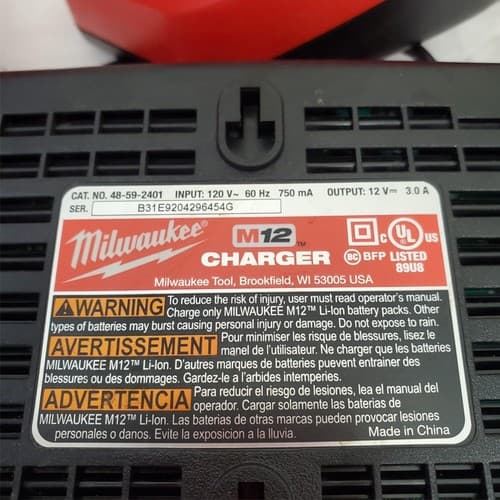 CAT. NO. 48-59-2401 INPUT: 120 V~ 60 Hz 750 mA OUTPUT: 12 V⎓ 3.0 A
SER. B31E9204296454G
Milwaukee® M12™
CHARGER
C UL US
LISTED
89U8
BC BFP
Milwaukee Tool, Brookfield, WI 53005 USA
WARNING To reduce the risk of injury, user must read operator's manual.
Charge only MILWAUKEE M12™ Li-Ion battery packs. Other
types of batteries may burst causing personal injury or damage. Do not expose to rain.
AVERTISSEMENT Pour minimiser les risque de blessures, lisez le
manel de l'utilisateur. Ne charger que les batteries
MILWAUKEE M12™ Li-Ion. D'autres marques de batteries puevent entrainer des
blessures ou des dommages. Gardez-le a l'arbides intemperies.
ADVERTENCIA Para reducir el riesgo de lesiones, lea el manual del
operador. Cargar solamente las baterias de
MILWAUKEE M12™ Li-Ion. Las baterias de otras marcas pueden provocar lesiones
personales o danos. Evite la exposicion a la lluvia. Made in China